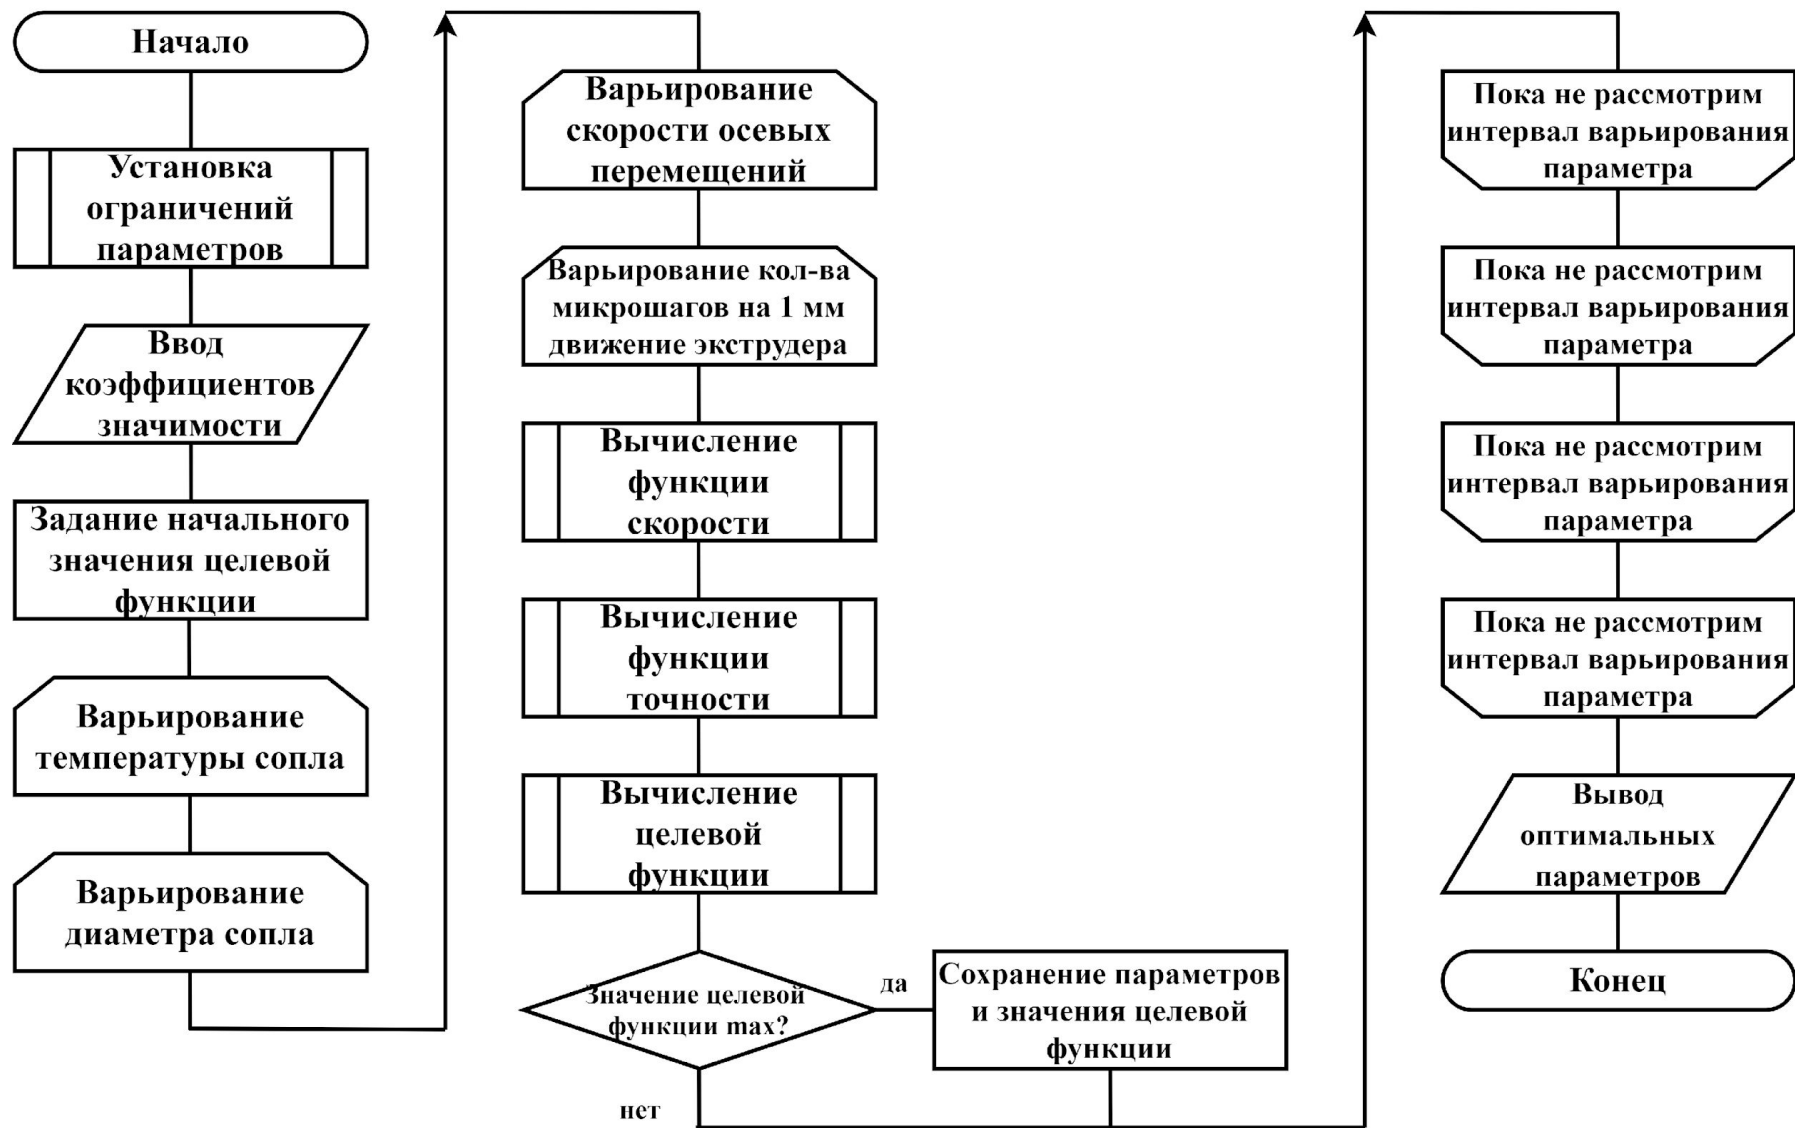 Начало
Установка
ограничений
параметров
Ввод
коэффициентов
значимости
Задание начального
значения целевой
функции
Варьирование
температуры сопла
Варьирование
диаметра сопла
Варьирование
скорости осевых
перемещений
Варьирование кол-ва
микрошагов на 1 мм
движение экструдера
Вычисление
функции
скорости
Вычисление
функции
точности
Вычисление
целевой
функции
Значение целевой
функции max?
да
нет
Сохранение параметров
и значения целевой
функции
Пока не рассмотрим
интервал варьирования
параметра
Пока не рассмотрим
интервал варьирования
параметра
Пока не рассмотрим
интервал варьирования
параметра
Пока не рассмотрим
интервал варьирования
параметра
Вывод
оптимальных
параметров
Конец